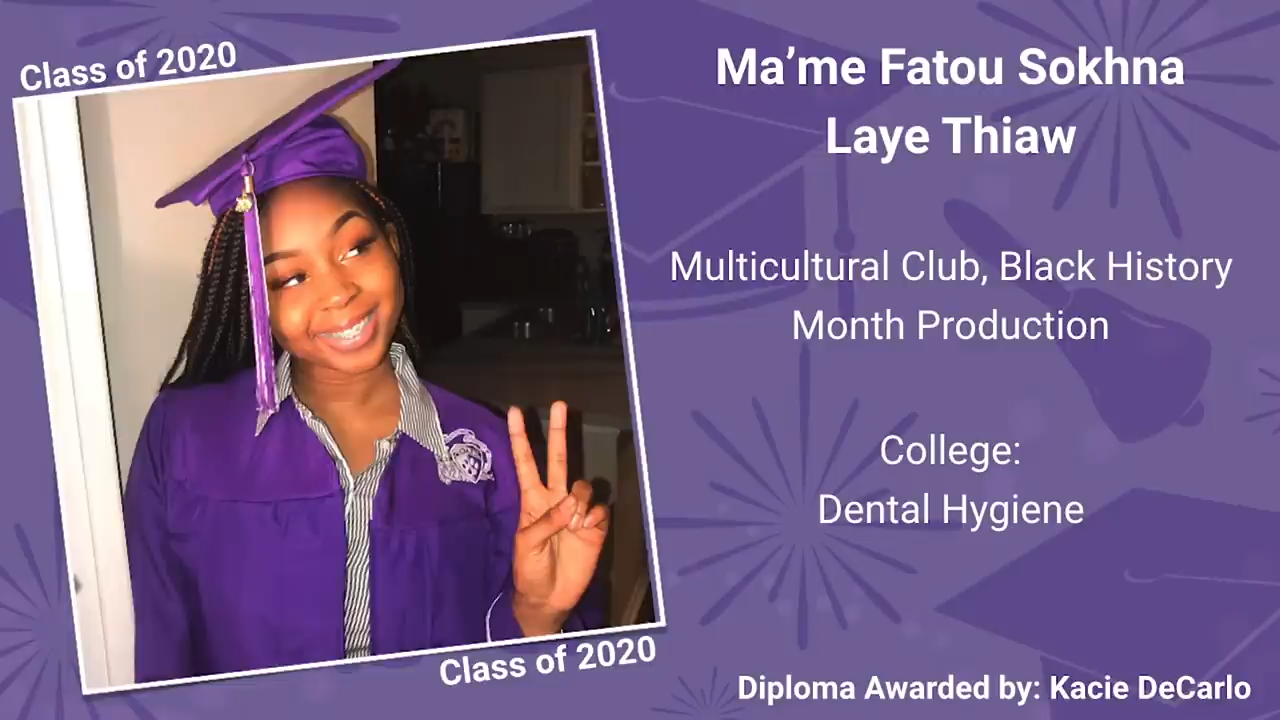 Class of 2020
Ma’me Fatou Sokhna
Laye Thiaw
Multicultural Club, Black History
Month Production
College:
Dental Hygiene
Class of 2020
Diploma Awarded by: Kacie DeCarlo